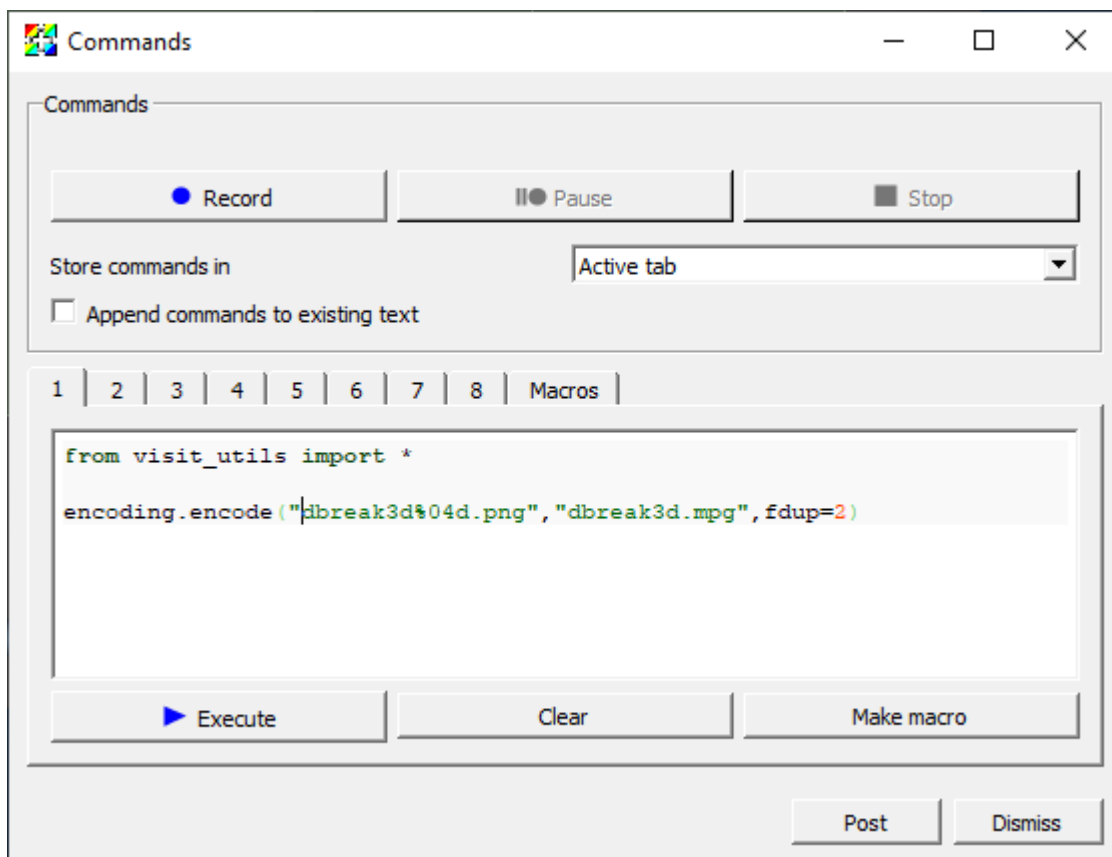 Commands
Commands
Record Pause Stop
Store commands in Active tab
Append commands to existing text
1 2 3 4 5 6 7 8 Macros
from visit_utils import *
encoding.encode("dbreak3d%04d.png","dbreak3d.mpg",fdup=2)
Execute Clear Make macro
Post Dismiss